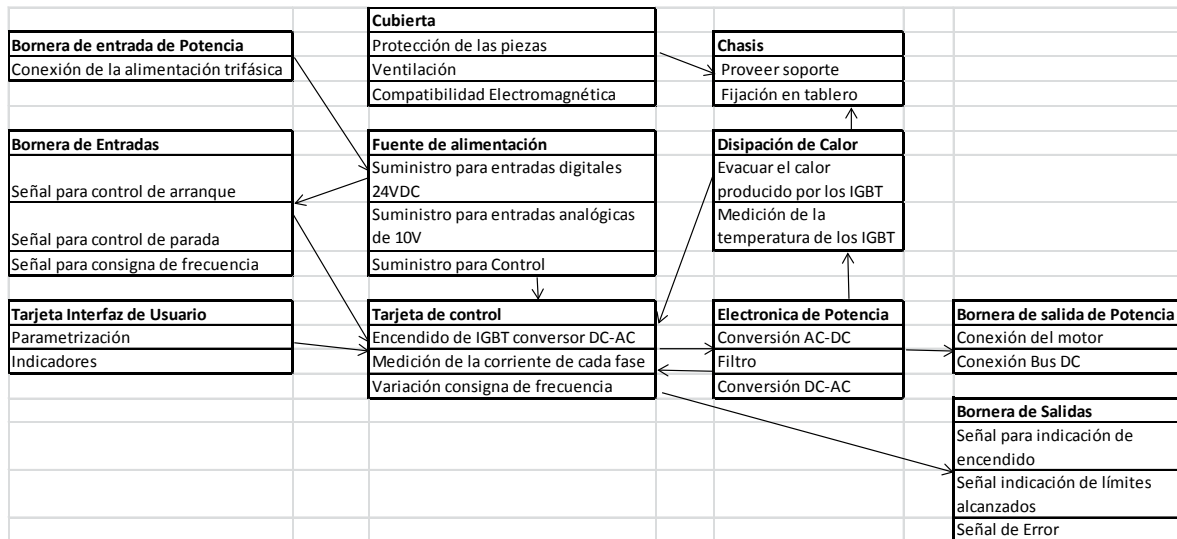 Cubierta
Protección de las piezas
Ventilación
Compatibilidad Electromagnética
Bornera de entrada de Potencia
Conexión de la alimentación trifásica
Chasis
Proveer soporte
Fijación en tablero
Bornera de Entradas
Señal para control de arranque
Señal para control de parada
Señal para consigna de frecuencia
Fuente de alimentación
Suministro para entradas digitales
24VDC
Suministro para entradas analógicas
de 10V
Suministro para Control
Disipación de Calor
Evacuar el calor
producido por los IGBT
Medición de la
temperatura de los IGBT
Tarjeta Interfaz de Usuario
Parametrización
Indicadores
Tarjeta de control
Encendido de IGBT conversor DC-AC
Medición de la corriente de cada fase
Variación consigna de frecuencia
Electronica de Potencia
Conversión AC-DC
Filtro
Conversión DC-AC
Bornera de salida de Potencia
Conexión del motor
Conexión Bus DC
Bornera de Salidas
Señal para indicación de
encendido
Señal indicación de límites
alcanzados
Señal de Error